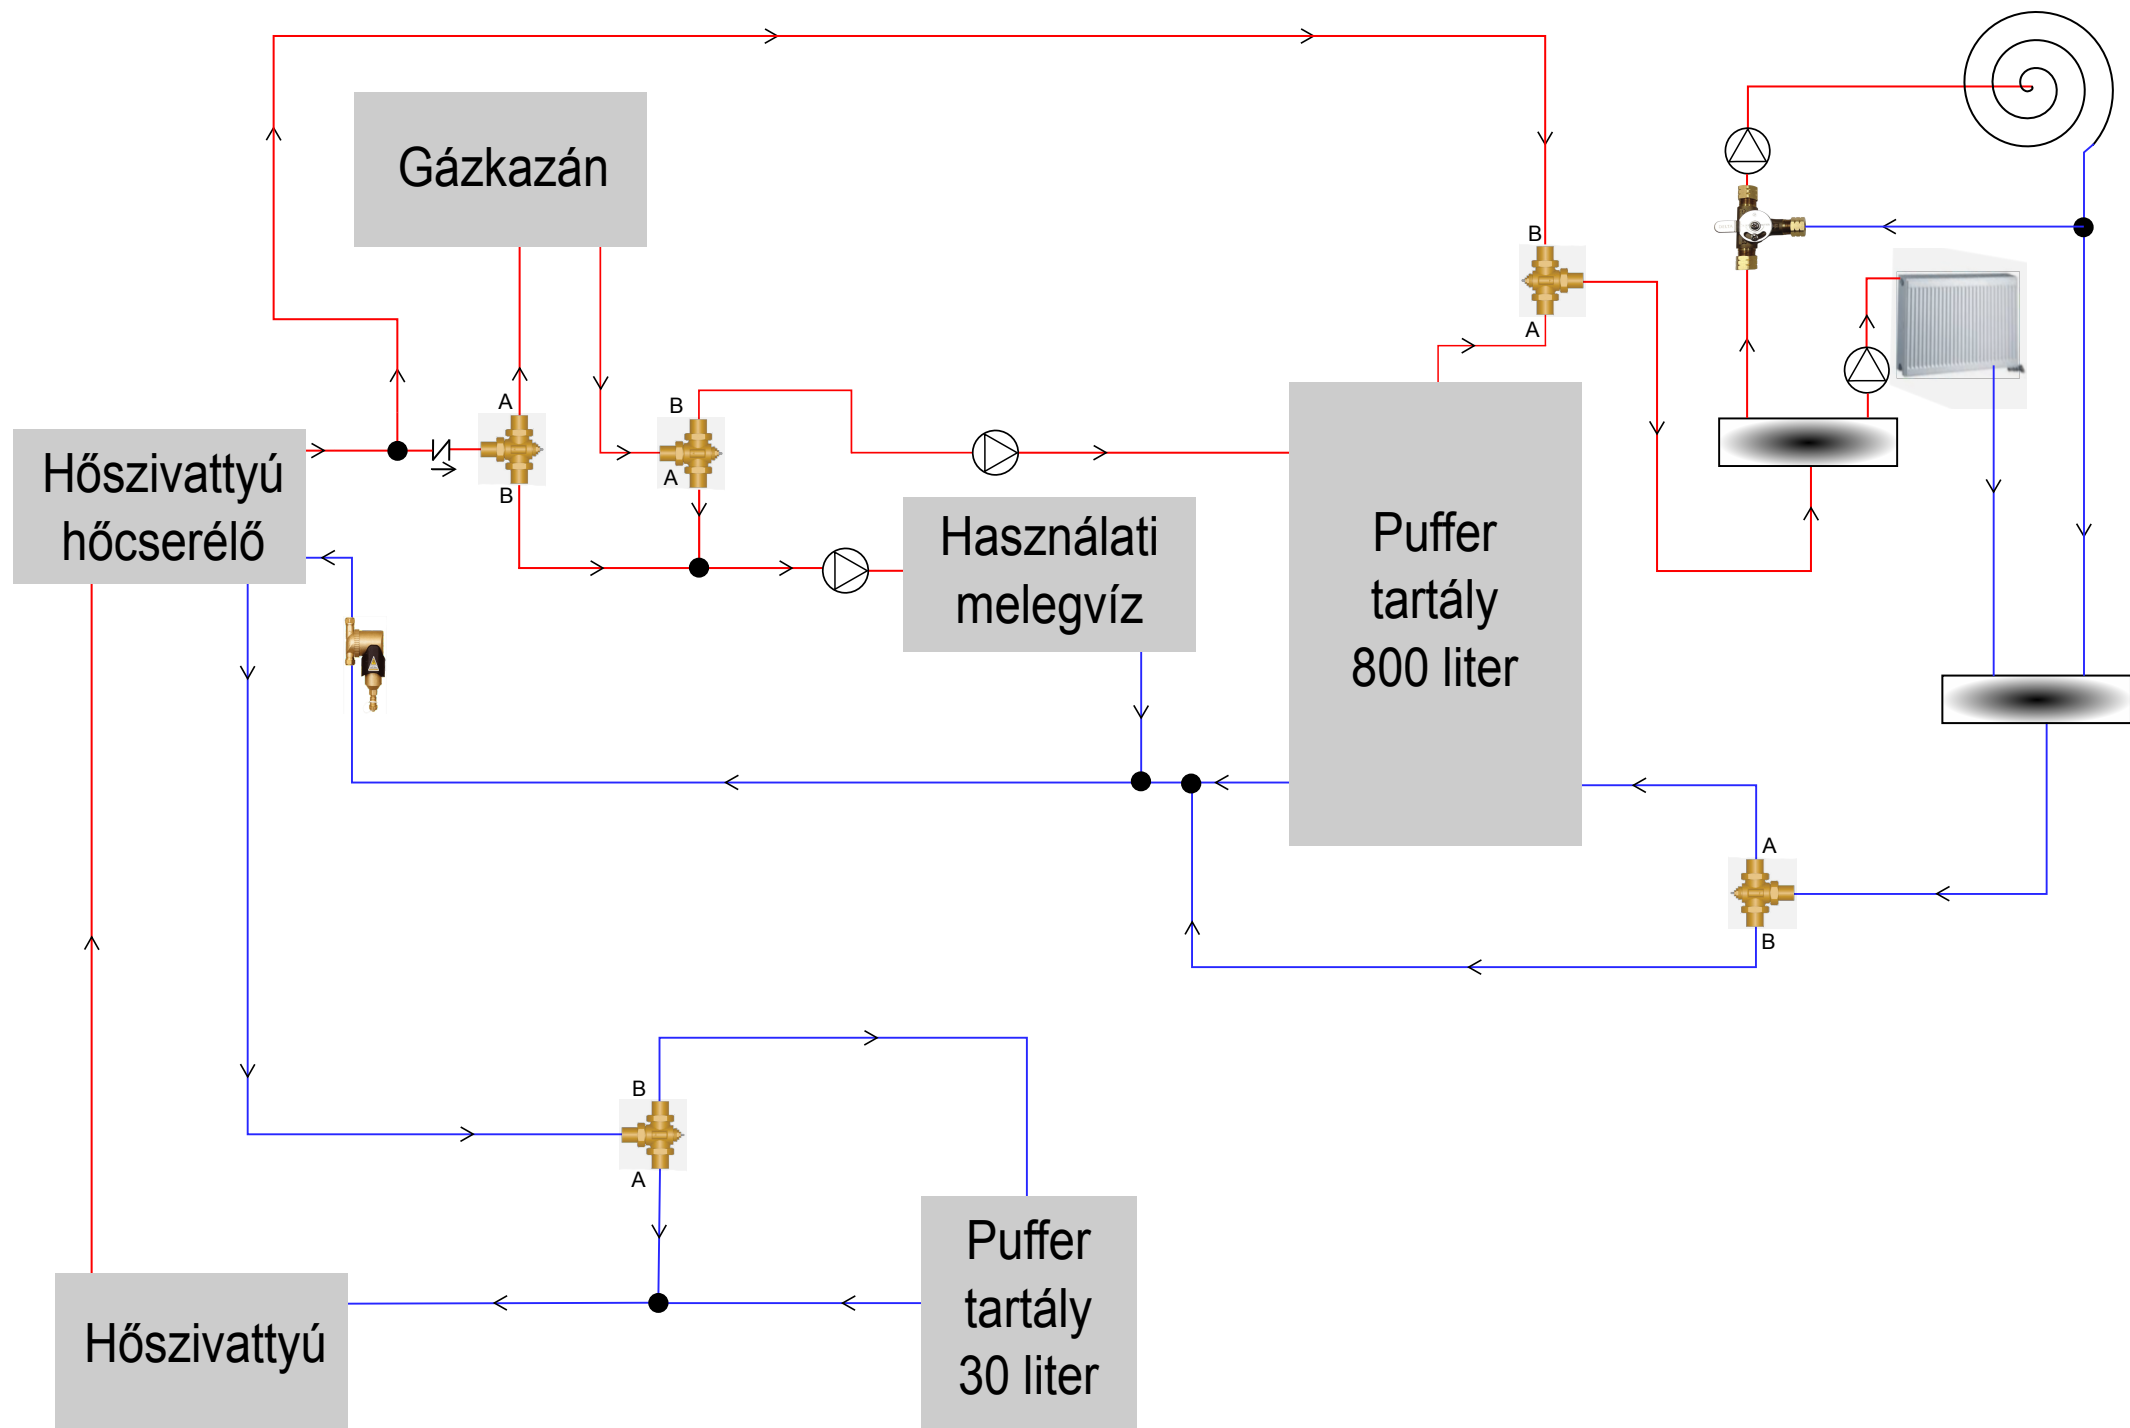 Gázkazán
B
A
A
B
B
A
Hőszivattyú
hőcserélő
Használati
melegvíz
Puffer
tartály
800 liter
A
B
B
A
Puffer
tartály
30 liter
Hőszivattyú